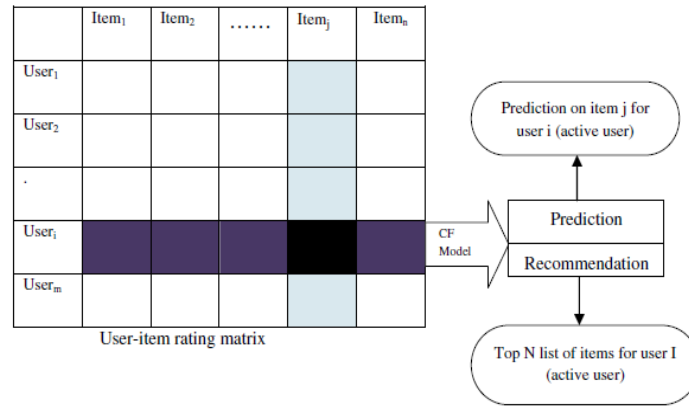 Item₁ Item₂ ...... Itemⱼ Itemₙ
User₁
User₂
.
Userᵢ
Userₘ
User-item rating matrix
CF
Model
Prediction on item j for
user i (active user)
Prediction
Recommendation
Top N list of items for user I
(active user)